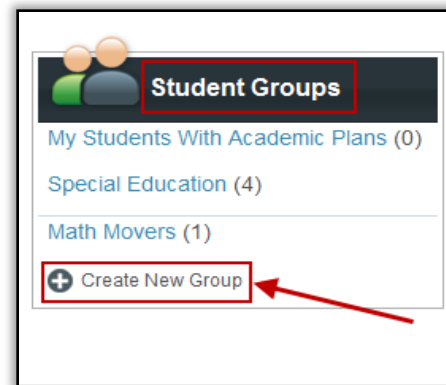 Student Groups
My Students With Academic Plans (0)
Special Education (4)
Math Movers (1)
Create New Group